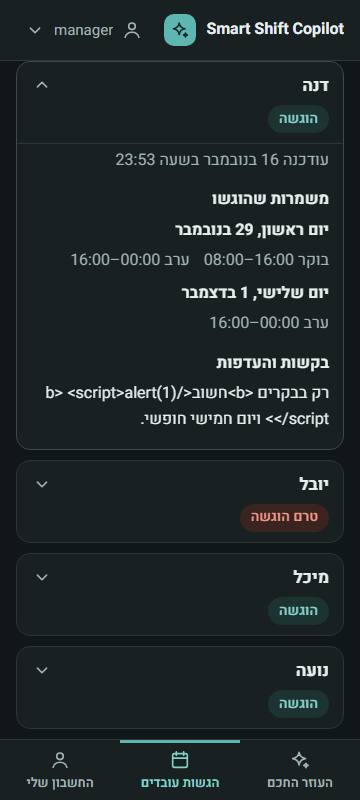 Smart Shift Copilot
manager
דנה
הוגשה
עודכנה 16 בנובמבר בשעה 23:53
משמרות שהוגשו
יום ראשון, 29 בנובמבר
בוקר 08:00–16:00 ערב 16:00–00:00
יום שלישי, 1 בדצמבר
ערב 16:00–00:00
בקשות והעדפות
רק בבקרים <b>חשוב</b> <script>alert(1)
</script> ויום חמישי חופשי.
יובל
טרם הוגשה
מיכל
הוגשה
נועה
הוגשה
העוזר החכם
הגשות עובדים
החשבון שלי